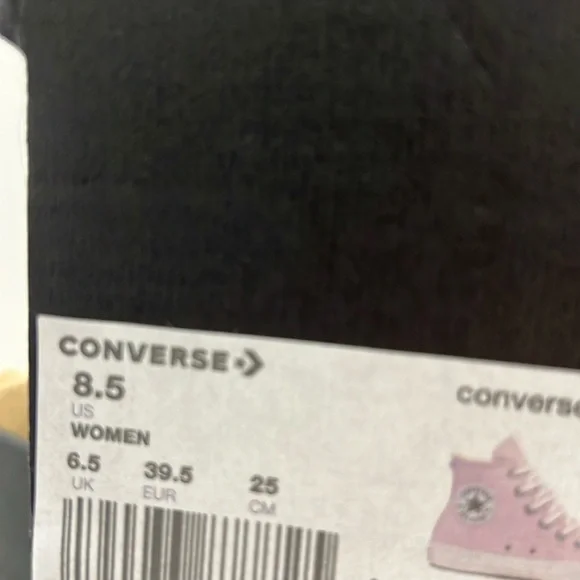 CONVERSE
8.5
US
WOMEN
6.5 39.5 25
UK EUR CM
converse